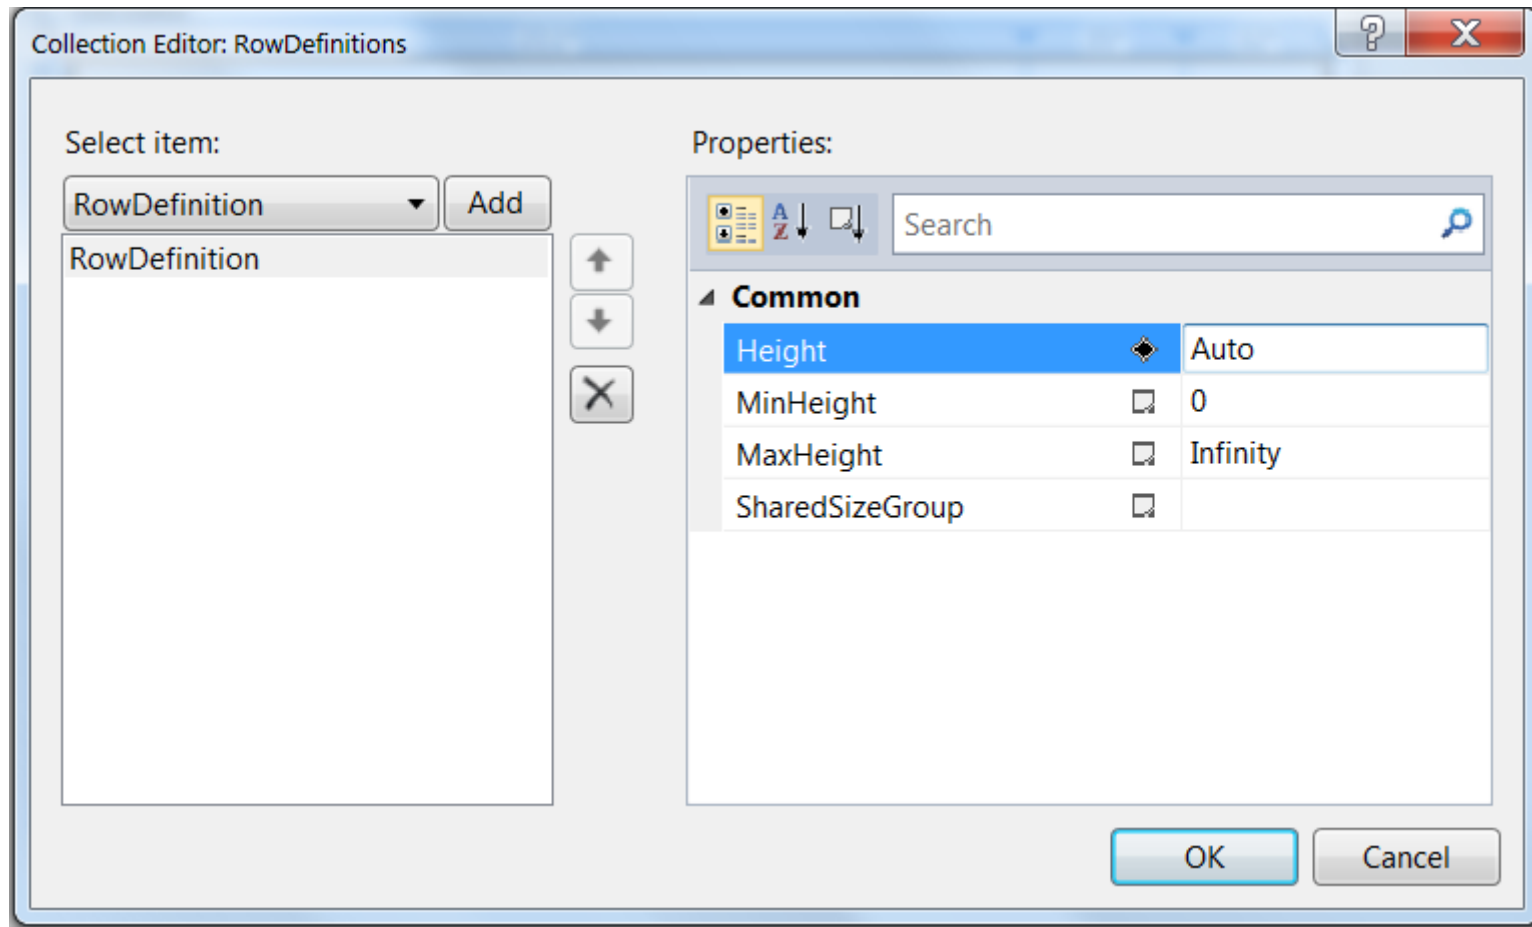 Collection Editor: RowDefinitions
Select item:
RowDefinition
Add
RowDefinition
Properties:
A
Z
Search
Common
Height
Auto
MinHeight
0
MaxHeight
Infinity
SharedSizeGroup
OK
Cancel